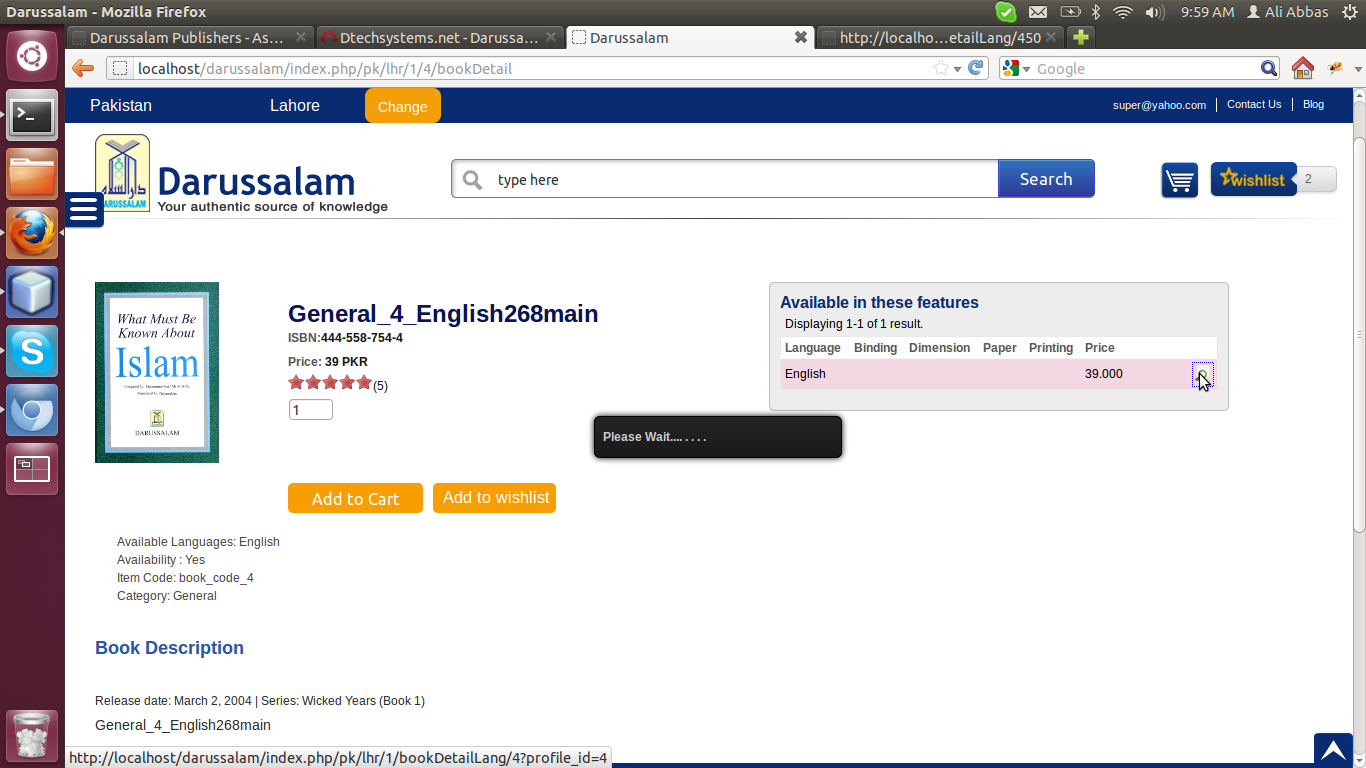 Darussalam - Mozilla Firefox
9:59 AM Ali Abbas
Darussalam Publishers - As...
Dtechsystems.net - Darussa...
Darussalam
http://localho...etailLang/450
localhost/darussalam/index.php/pk/lhr/1/4/bookDetail
Google
Pakistan
Lahore
Change
super@yahoo.com
Contact Us
Blog
دار السلام
DARUSSALAM
Darussalam
Your authentic source of knowledge
type here
Search
wishlist
2
What Must Be
Known About
Islam
DARUSSALAM
General_4_English268main
ISBN:444-558-754-4
Price: 39 PKR
(5)
1
Available in these features
Displaying 1-1 of 1 result.
Language Binding Dimension Paper Printing Price
English 39.000
Please Wait.... . . . .
Add to Cart
Add to wishlist
Available Languages: English
Availability : Yes
Item Code: book_code_4
Category: General
Book Description
Release date: March 2, 2004 | Series: Wicked Years (Book 1)
General_4_English268main
http://localhost/darussalam/index.php/pk/lhr/1/bookDetailLang/4?profile_id=4